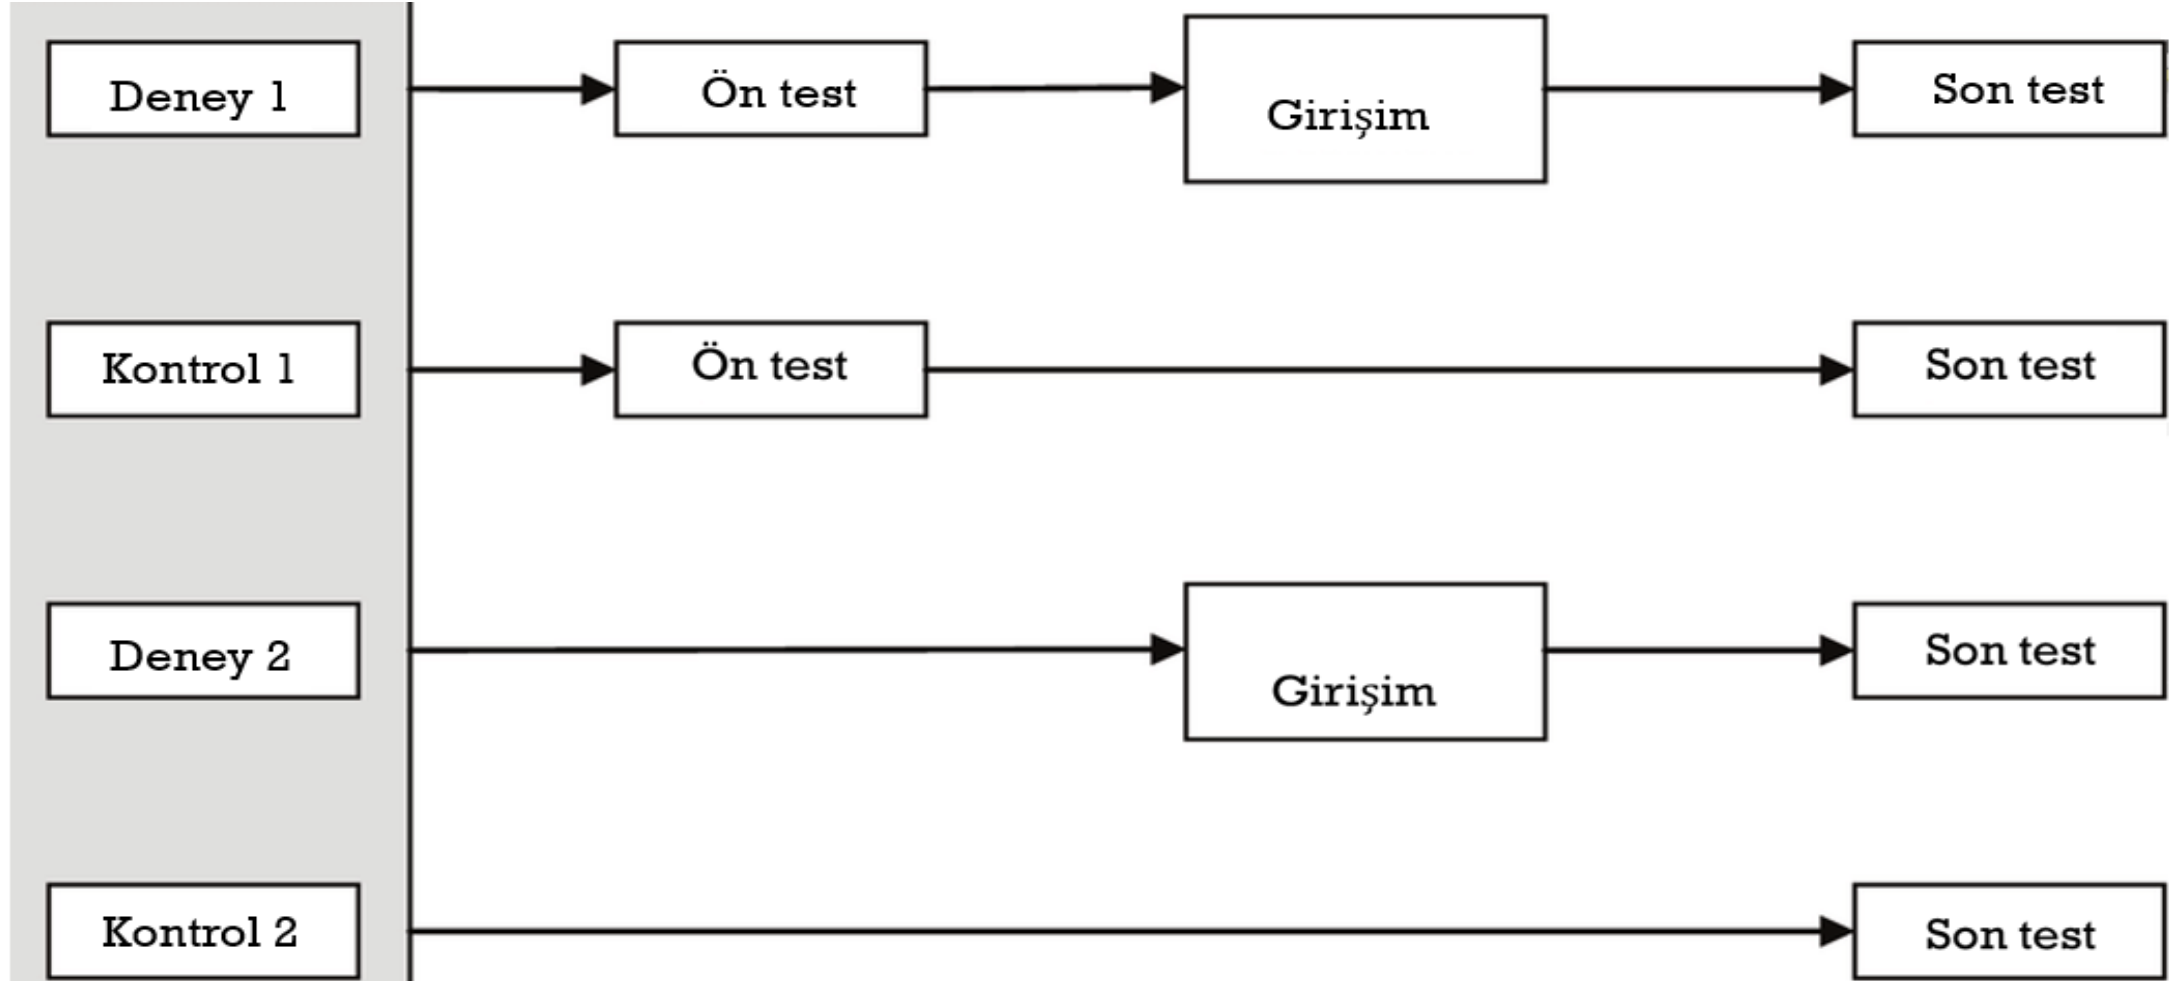 Deney 1
Ön test
Girişim
Son test
Kontrol 1
Ön test
Son test
Deney 2
Girişim
Son test
Kontrol 2
Son test